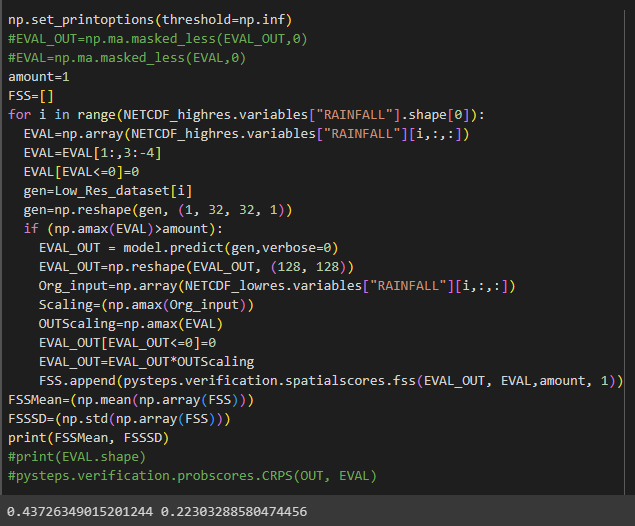 np.set_printoptions(threshold=np.inf)
#EVAL_OUT=np.ma.masked_less(EVAL_OUT,0)
#EVAL=np.ma.masked_less(EVAL,0)
amount=1
FSS=[]
for i in range(NETCDF_highres.variables["RAINFALL"].shape[0]):
  EVAL=np.array(NETCDF_highres.variables["RAINFALL"][i,:,:])
  EVAL=EVAL[1:,3:-4]
  EVAL[EVAL<=0]=0
  gen=Low_Res_dataset[i]
  gen=np.reshape(gen, (1, 32, 32, 1))
  if (np.amax(EVAL)>amount):
    EVAL_OUT = model.predict(gen,verbose=0)
    EVAL_OUT=np.reshape(EVAL_OUT, (128, 128))
    Org_input=np.array(NETCDF_lowres.variables["RAINFALL"][i,:,:])
    Scaling=(np.amax(Org_input))
    OUTScaling=np.amax(EVAL)
    EVAL_OUT[EVAL_OUT<=0]=0
    EVAL_OUT=EVAL_OUT*OUTScaling
    FSS.append(pysteps.verification.spatialscores.fss(EVAL_OUT, EVAL,amount, 1))
FSSMean=(np.mean(np.array(FSS)))
FSSSD=(np.std(np.array(FSS)))
print(FSSMean, FSSSD)
#print(EVAL.shape)
#pysteps.verification.probscores.CRPS(OUT, EVAL)
0.43726349015201244 0.22303288580474456